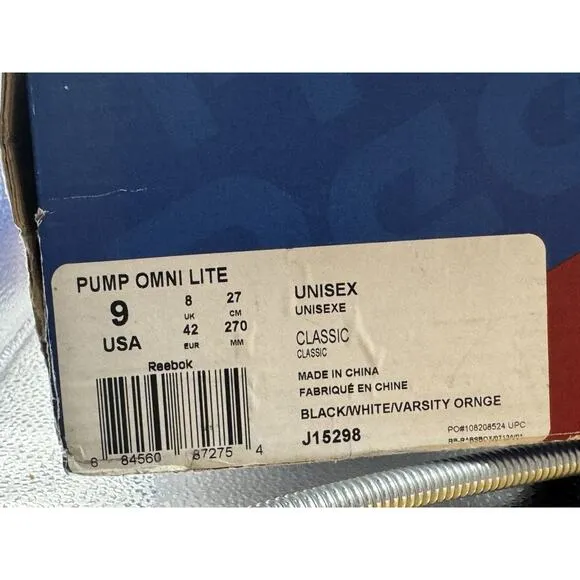 PUMP OMNI LITE
9
USA
8
UK
42
EUR
27
CM
270
MM
Reebok
6 84560 87275 4
UNISEX
UNISEXE
CLASSIC
CLASSIC
MADE IN CHINA
FABRIQUÉ EN CHINE
BLACK/WHITE/VARSITY ORNGE
J15298
PO#108208524 UPC